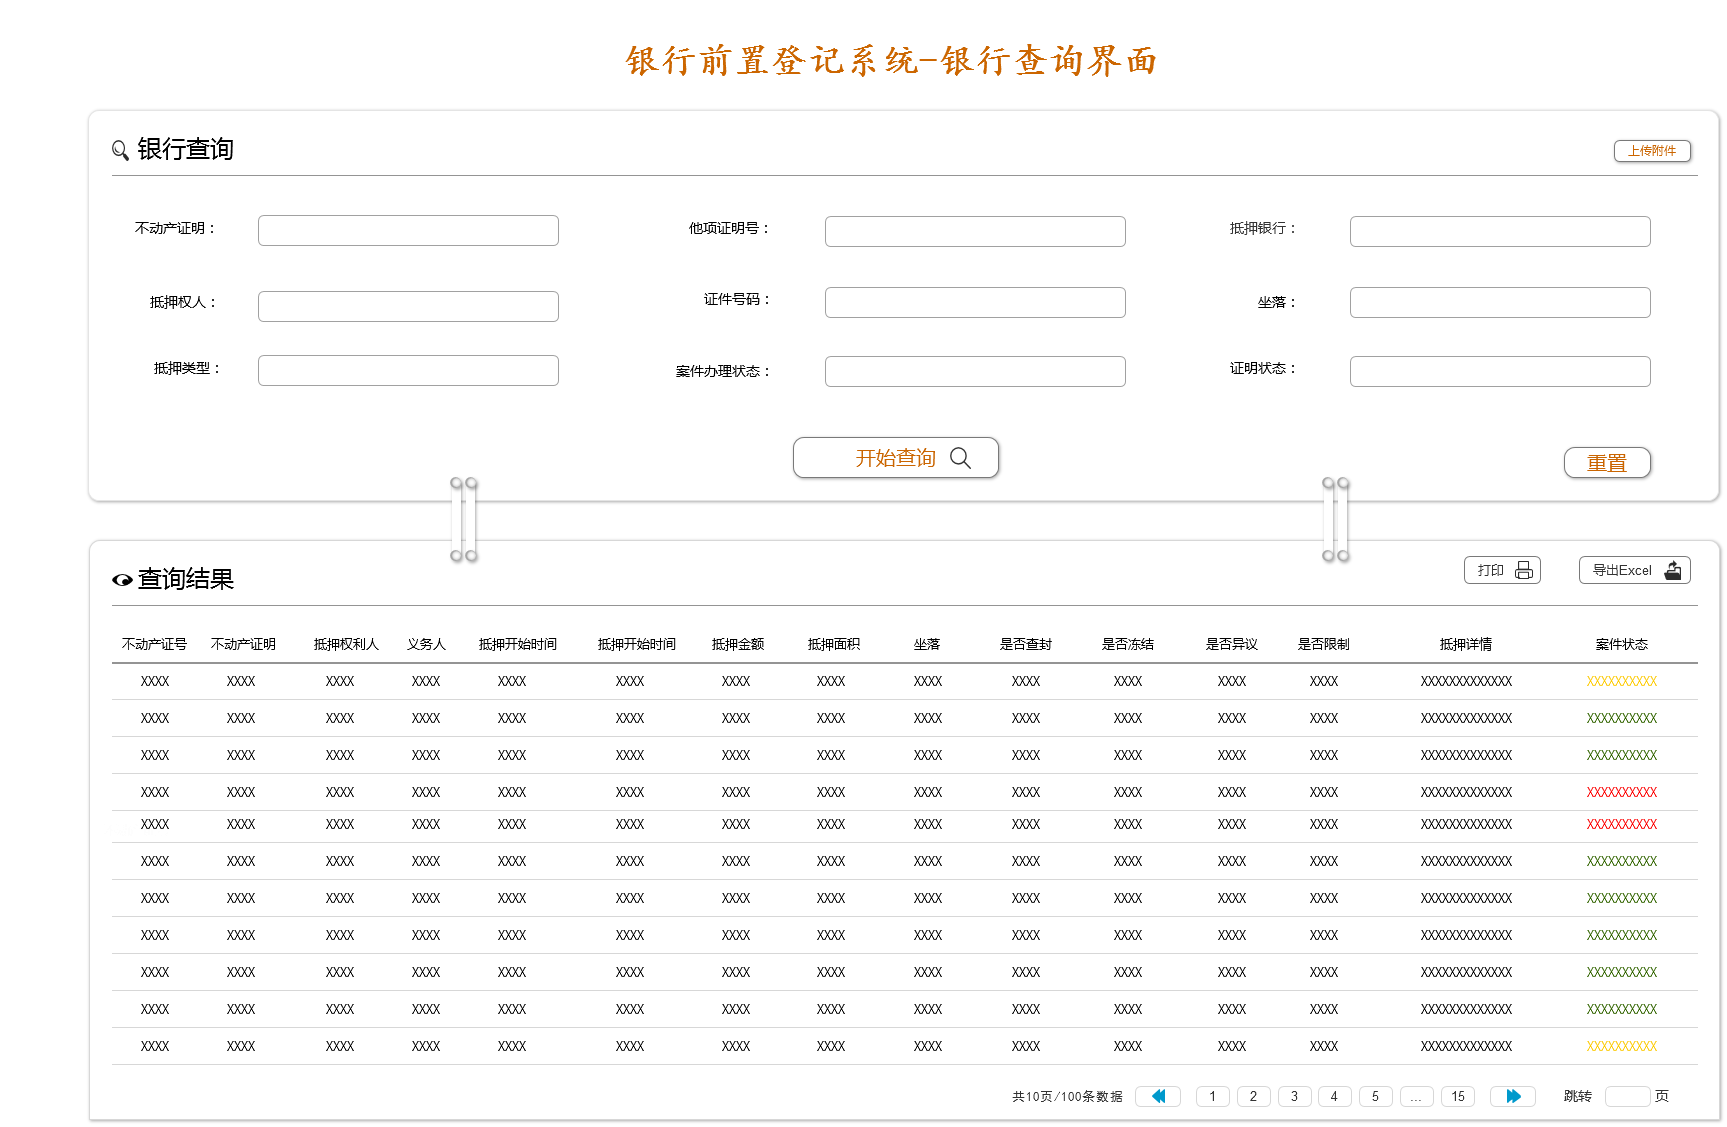 银行前置登记系统-银行查询界面
银行查询 上传附件
不动产证明： 他项证明号： 抵押银行：
抵押权人： 证件号码： 坐落：
抵押类型： 案件办理状态： 证明状态：
开始查询 重置
查询结果 打印 导出Excel
不动产证号 不动产证明 抵押权利人 义务人 抵押开始时间 抵押开始时间 抵押金额 抵押面积 坐落 是否查封 是否冻结 是否异议 是否限制 抵押详情 案件状态
XXXX XXXX XXXX XXXX XXXX XXXX XXXX XXXX XXXX XXXX XXXX XXXX XXXX XXXXXXXXXXXXX XXXXXXXXXX
XXXX XXXX XXXX XXXX XXXX XXXX XXXX XXXX XXXX XXXX XXXX XXXX XXXX XXXXXXXXXXXXX XXXXXXXXXX
XXXX XXXX XXXX XXXX XXXX XXXX XXXX XXXX XXXX XXXX XXXX XXXX XXXX XXXXXXXXXXXXX XXXXXXXXXX
XXXX XXXX XXXX XXXX XXXX XXXX XXXX XXXX XXXX XXXX XXXX XXXX XXXX XXXXXXXXXXXXX XXXXXXXXXX
XXXX XXXX XXXX XXXX XXXX XXXX XXXX XXXX XXXX XXXX XXXX XXXX XXXX XXXXXXXXXXXXX XXXXXXXXXX
XXXX XXXX XXXX XXXX XXXX XXXX XXXX XXXX XXXX XXXX XXXX XXXX XXXX XXXXXXXXXXXXX XXXXXXXXXX
XXXX XXXX XXXX XXXX XXXX XXXX XXXX XXXX XXXX XXXX XXXX XXXX XXXX XXXXXXXXXXXXX XXXXXXXXXX
XXXX XXXX XXXX XXXX XXXX XXXX XXXX XXXX XXXX XXXX XXXX XXXX XXXX XXXXXXXXXXXXX XXXXXXXXXX
XXXX XXXX XXXX XXXX XXXX XXXX XXXX XXXX XXXX XXXX XXXX XXXX XXXX XXXXXXXXXXXXX XXXXXXXXXX
XXXX XXXX XXXX XXXX XXXX XXXX XXXX XXXX XXXX XXXX XXXX XXXX XXXX XXXXXXXXXXXXX XXXXXXXXXX
XXXX XXXX XXXX XXXX XXXX XXXX XXXX XXXX XXXX XXXX XXXX XXXX XXXX XXXXXXXXXXXXX XXXXXXXXXX
共10页/100条数据 1 2 3 4 5 ... 15 跳转 页